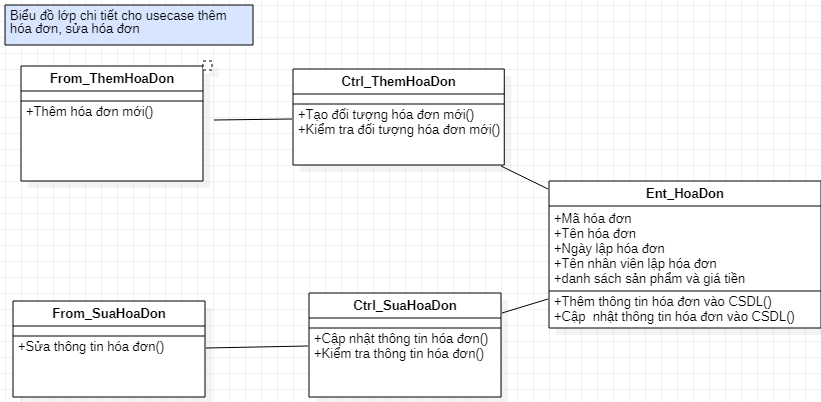 Biểu đồ lớp chi tiết cho usecase thêm
hóa đơn, sửa hóa đơn
From_ThemHoaDon
+Thêm hóa đơn mới()
Ctrl_ThemHoaDon
+Tạo đối tượng hóa đơn mới()
+Kiểm tra đối tượng hóa đơn mới()
Ent_HoaDon
+Mã hóa đơn
+Tên hóa đơn
+Ngày lập hóa đơn
+Tên nhân viên lập hóa đơn
+danh sách sản phẩm và giá tiền
+Thêm thông tin hóa đơn vào CSDL()
+Cập  nhật thông tin hóa đơn vào CSDL()
From_SuaHoaDon
+Sửa thông tin hóa đơn()
Ctrl_SuaHoaDon
+Cập nhật thông tin hóa đơn()
+Kiểm tra thông tin hóa đơn()